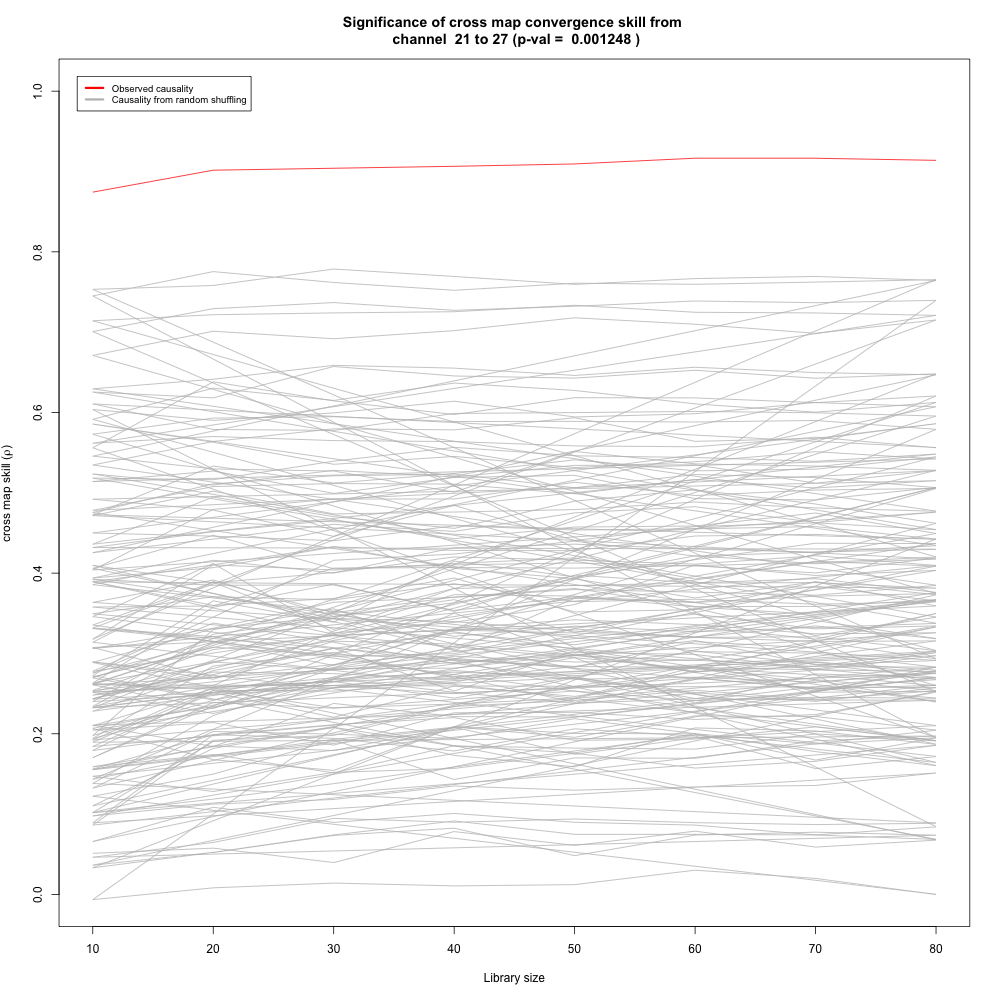 Significance of cross map convergence skill from
channel  21 to 27 (p-val =  0.001248 )
Observed causality
Causality from random shuffling
cross map skill (ρ)
1.0
0.8
0.6
0.4
0.2
0.0
10 20 30 40 50 60 70 80
Library size